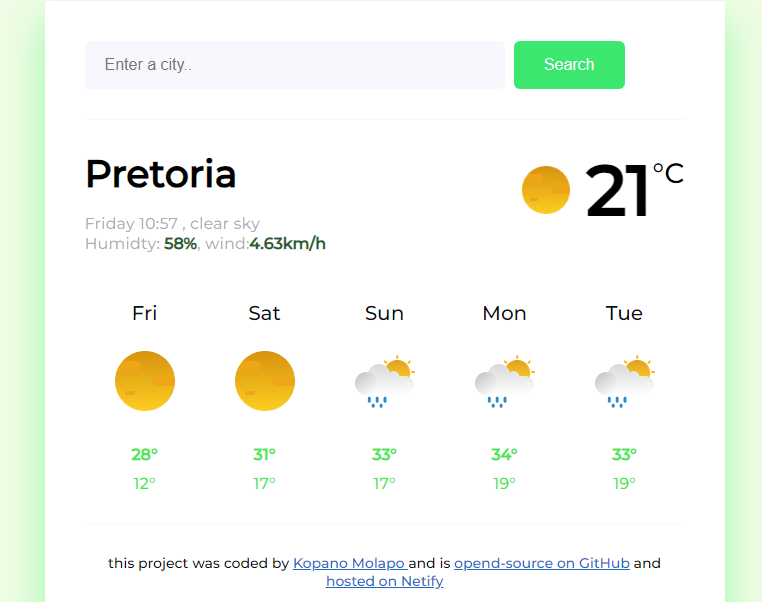 Enter a city..
Search
Pretoria
21°C
Friday 10:57 , clear sky
Humidty: 58%, wind:4.63km/h
Fri Sat Sun Mon Tue
28° 31° 33° 34° 33°
12° 17° 17° 19° 19°
this project was coded by Kopano Molapo and is opend-source on GitHub and
hosted on Netify